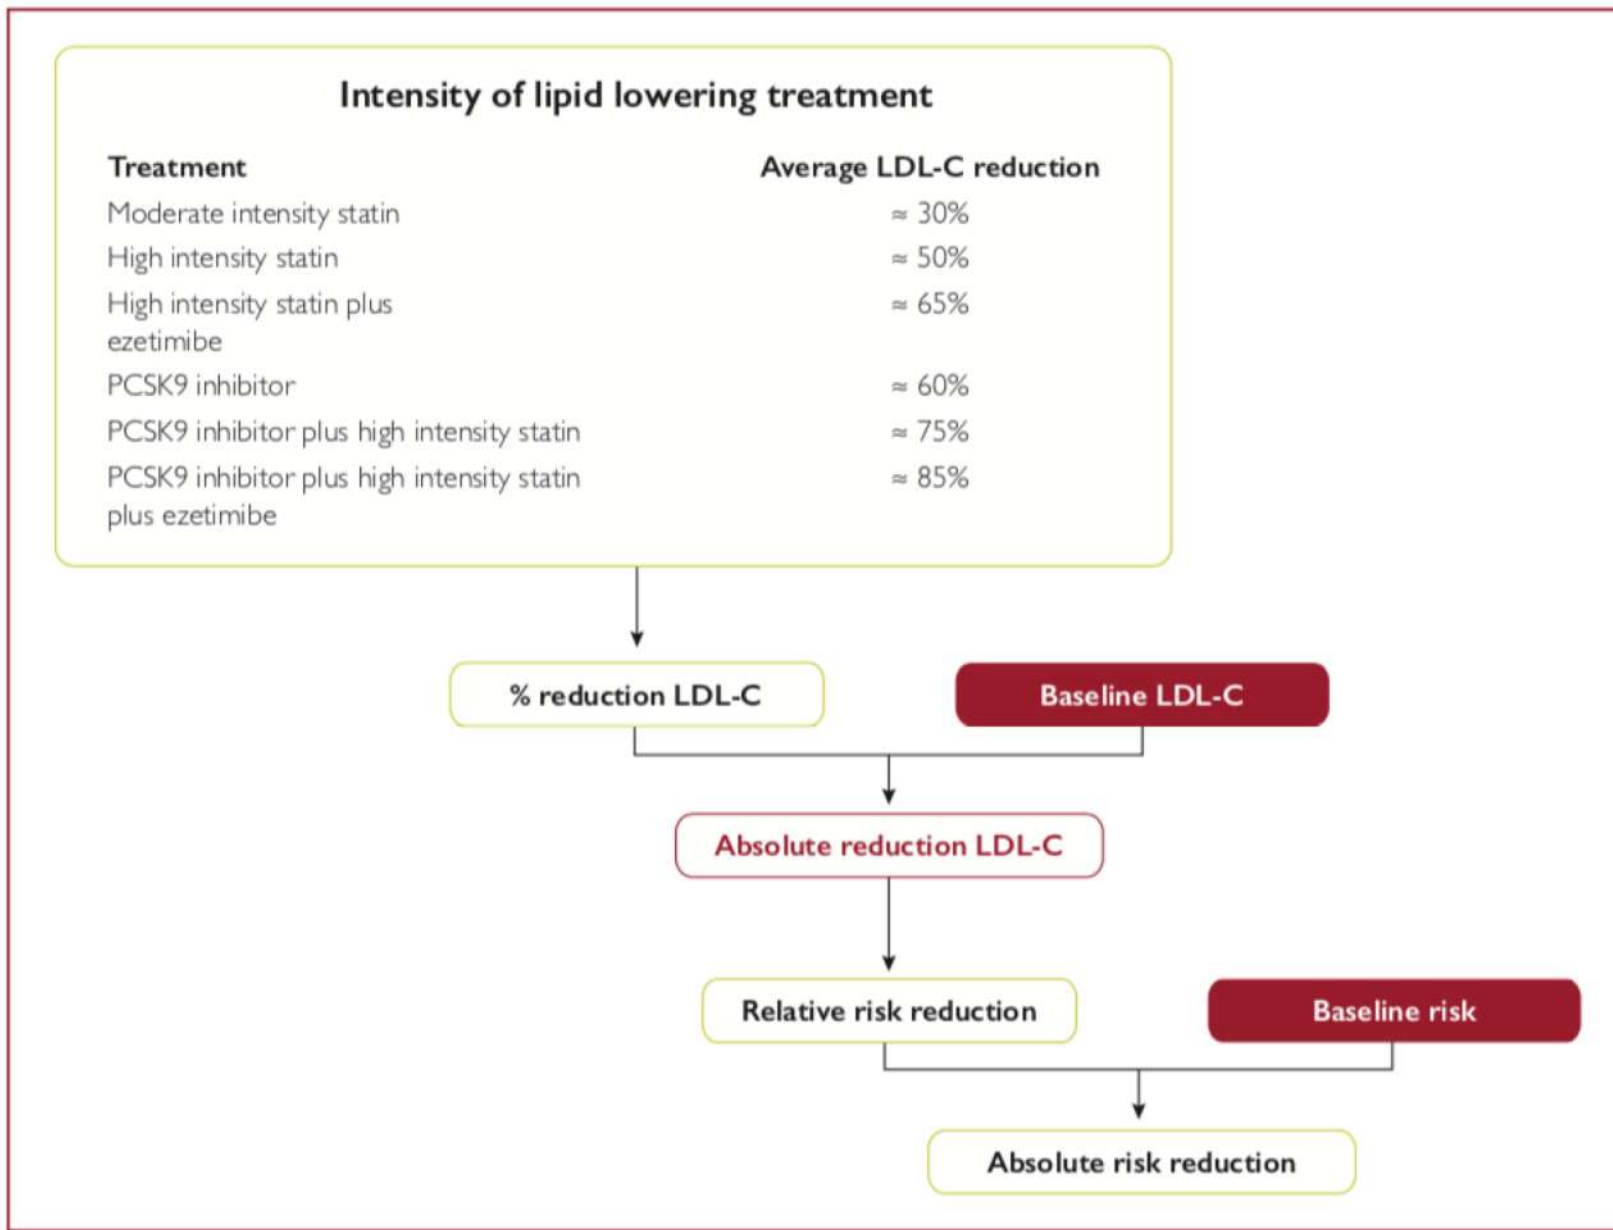 Intensity of lipid lowering treatment
Treatment Average LDL-C reduction
Moderate intensity statin ≈ 30%
High intensity statin ≈ 50%
High intensity statin plus ≈ 65%
ezetimibe
PCSK9 inhibitor ≈ 60%
PCSK9 inhibitor plus high intensity statin ≈ 75%
PCSK9 inhibitor plus high intensity statin ≈ 85%
plus ezetimibe
% reduction LDL-C Baseline LDL-C
Absolute reduction LDL-C
Relative risk reduction Baseline risk
Absolute risk reduction